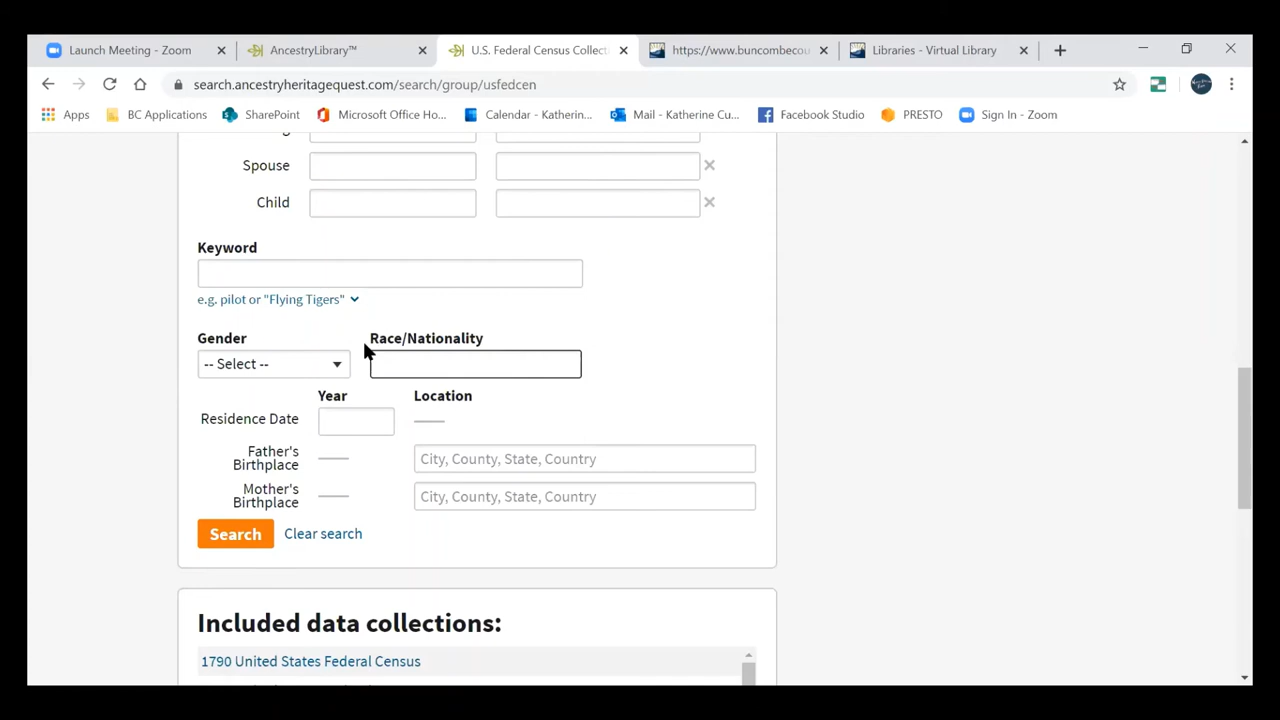 Launch Meeting - Zoom
AncestryLibrary™
U.S. Federal Census Collect
https://www.buncombecou
Libraries - Virtual Library
search.ancestryheritagequest.com/search/group/usfedcen
Apps
BC Applications
SharePoint
Microsoft Office Ho...
Calendar - Katherin...
Mail - Katherine Cu...
Facebook Studio
PRESTO
Sign In - Zoom
Spouse
Child
Keyword
e.g. pilot or "Flying Tigers"
Gender
Race/Nationality
-- Select --
Year
Location
Residence Date
Father's
Birthplace
City, County, State, Country
Mother's
Birthplace
City, County, State, Country
Search
Clear search
Included data collections:
1790 United States Federal Census